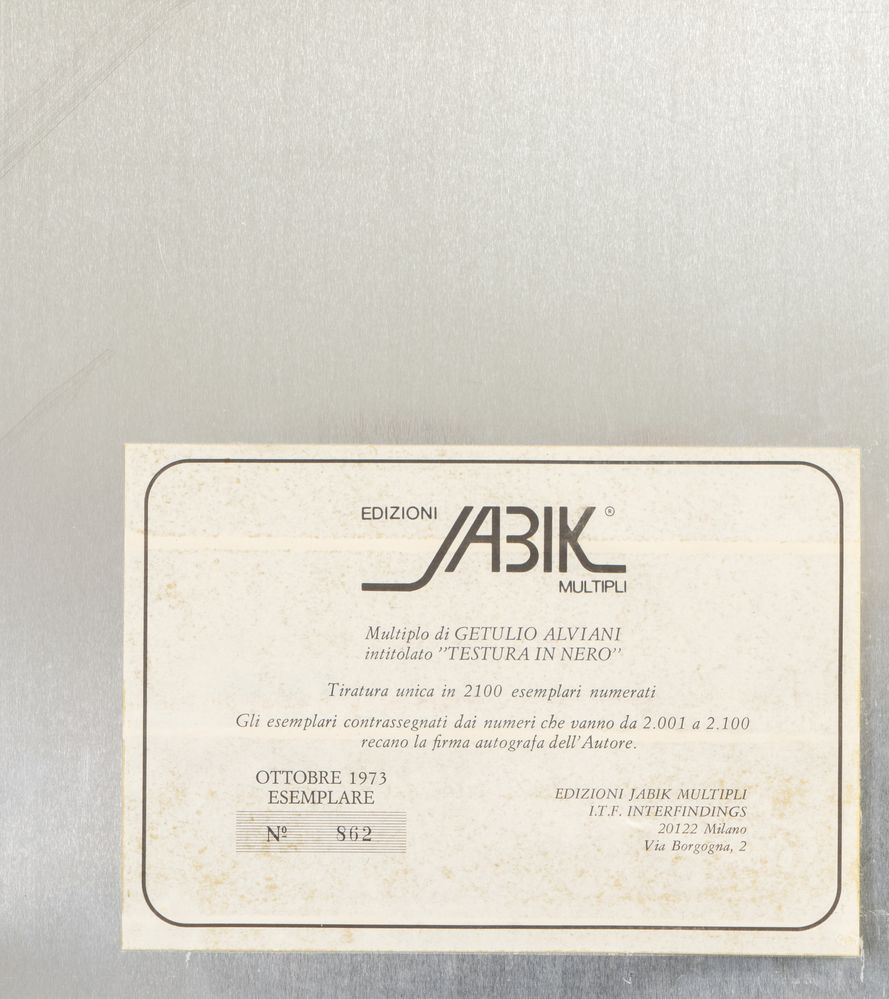 EDIZIONI JABIK ®
MULTIPLI
Multiplo di GETULIO ALVIANI
intitolato ”TESTURA IN NERO”
Tiratura unica in 2100 esemplari numerati
Gli esemplari contrassegnati dai numeri che vanno da 2.001 a 2.100
recano la firma autografa dell'Autore.
OTTOBRE 1973
ESEMPLARE
Nº 862
EDIZIONI JABIK MULTIPLI
I.T.F. INTERFINDINGS
20122 Milano
Via Borgogna, 2